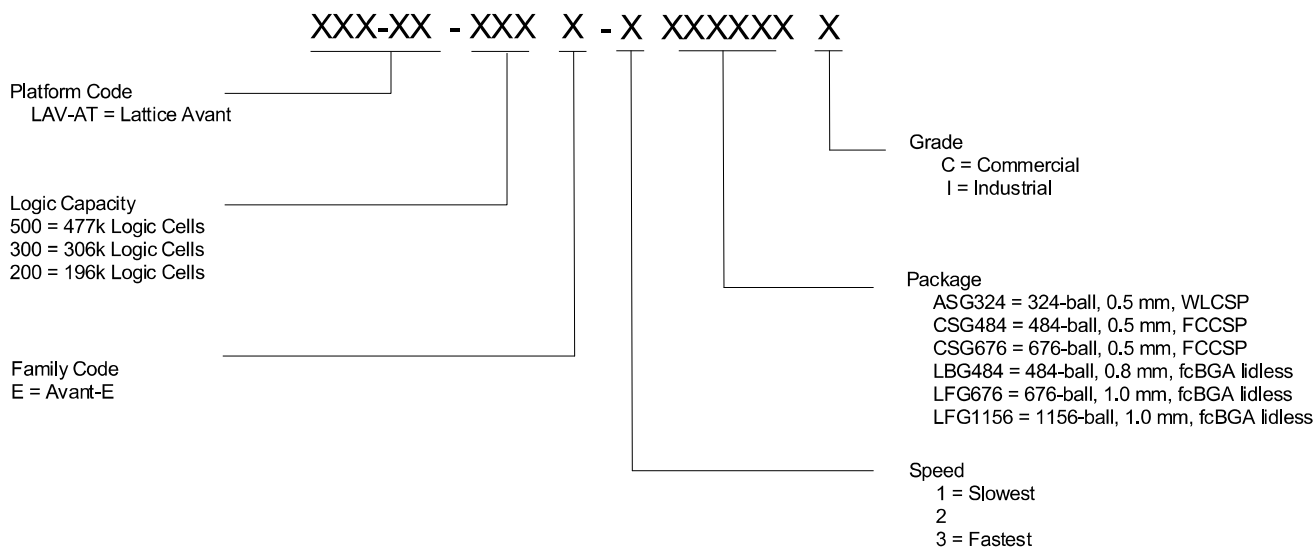 XXX-XX - XXX X - X XXXXXX X
Platform Code
LAV-AT = Lattice Avant
Logic Capacity
500 = 477k Logic Cells
300 = 306k Logic Cells
200 = 196k Logic Cells
Family Code
E = Avant-E
Grade
C = Commercial
I = Industrial
Package
ASG324 = 324-ball, 0.5 mm, WLCSP
CSG484 = 484-ball, 0.5 mm, FCCSP
CSG676 = 676-ball, 0.5 mm, FCCSP
LBG484 = 484-ball, 0.8 mm, fcBGA lidless
LFG676 = 676-ball, 1.0 mm, fcBGA lidless
LFG1156 = 1156-ball, 1.0 mm, fcBGA lidless
Speed
1 = Slowest
2
3 = Fastest